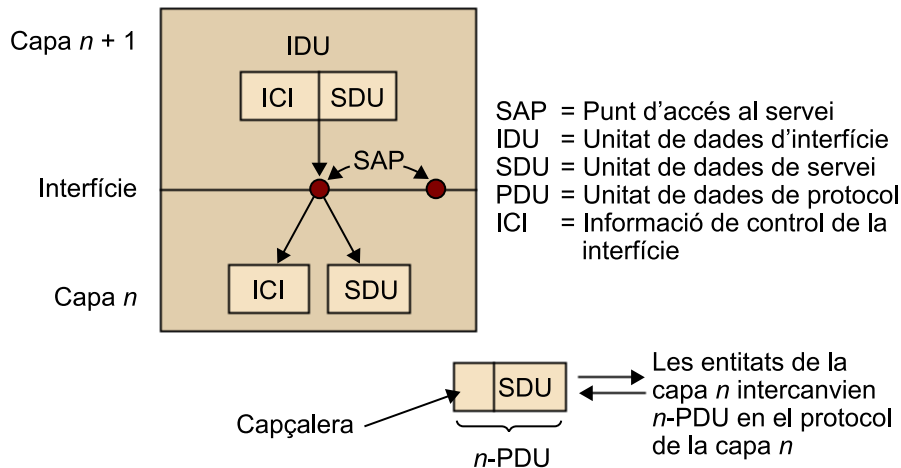 Capa n + 1
IDU
ICI
SDU
SAP = Punt d'accés al servei
IDU = Unitat de dades d'interfície
SDU = Unitat de dades de servei
PDU = Unitat de dades de protocol
ICI = Informació de control de la
interfície
SAP
Interfície
ICI
SDU
Capa n
SDU
Capçalera
n-PDU
Les entitats de la
capa n intercanvien
n-PDU en el protocol
de la capa n